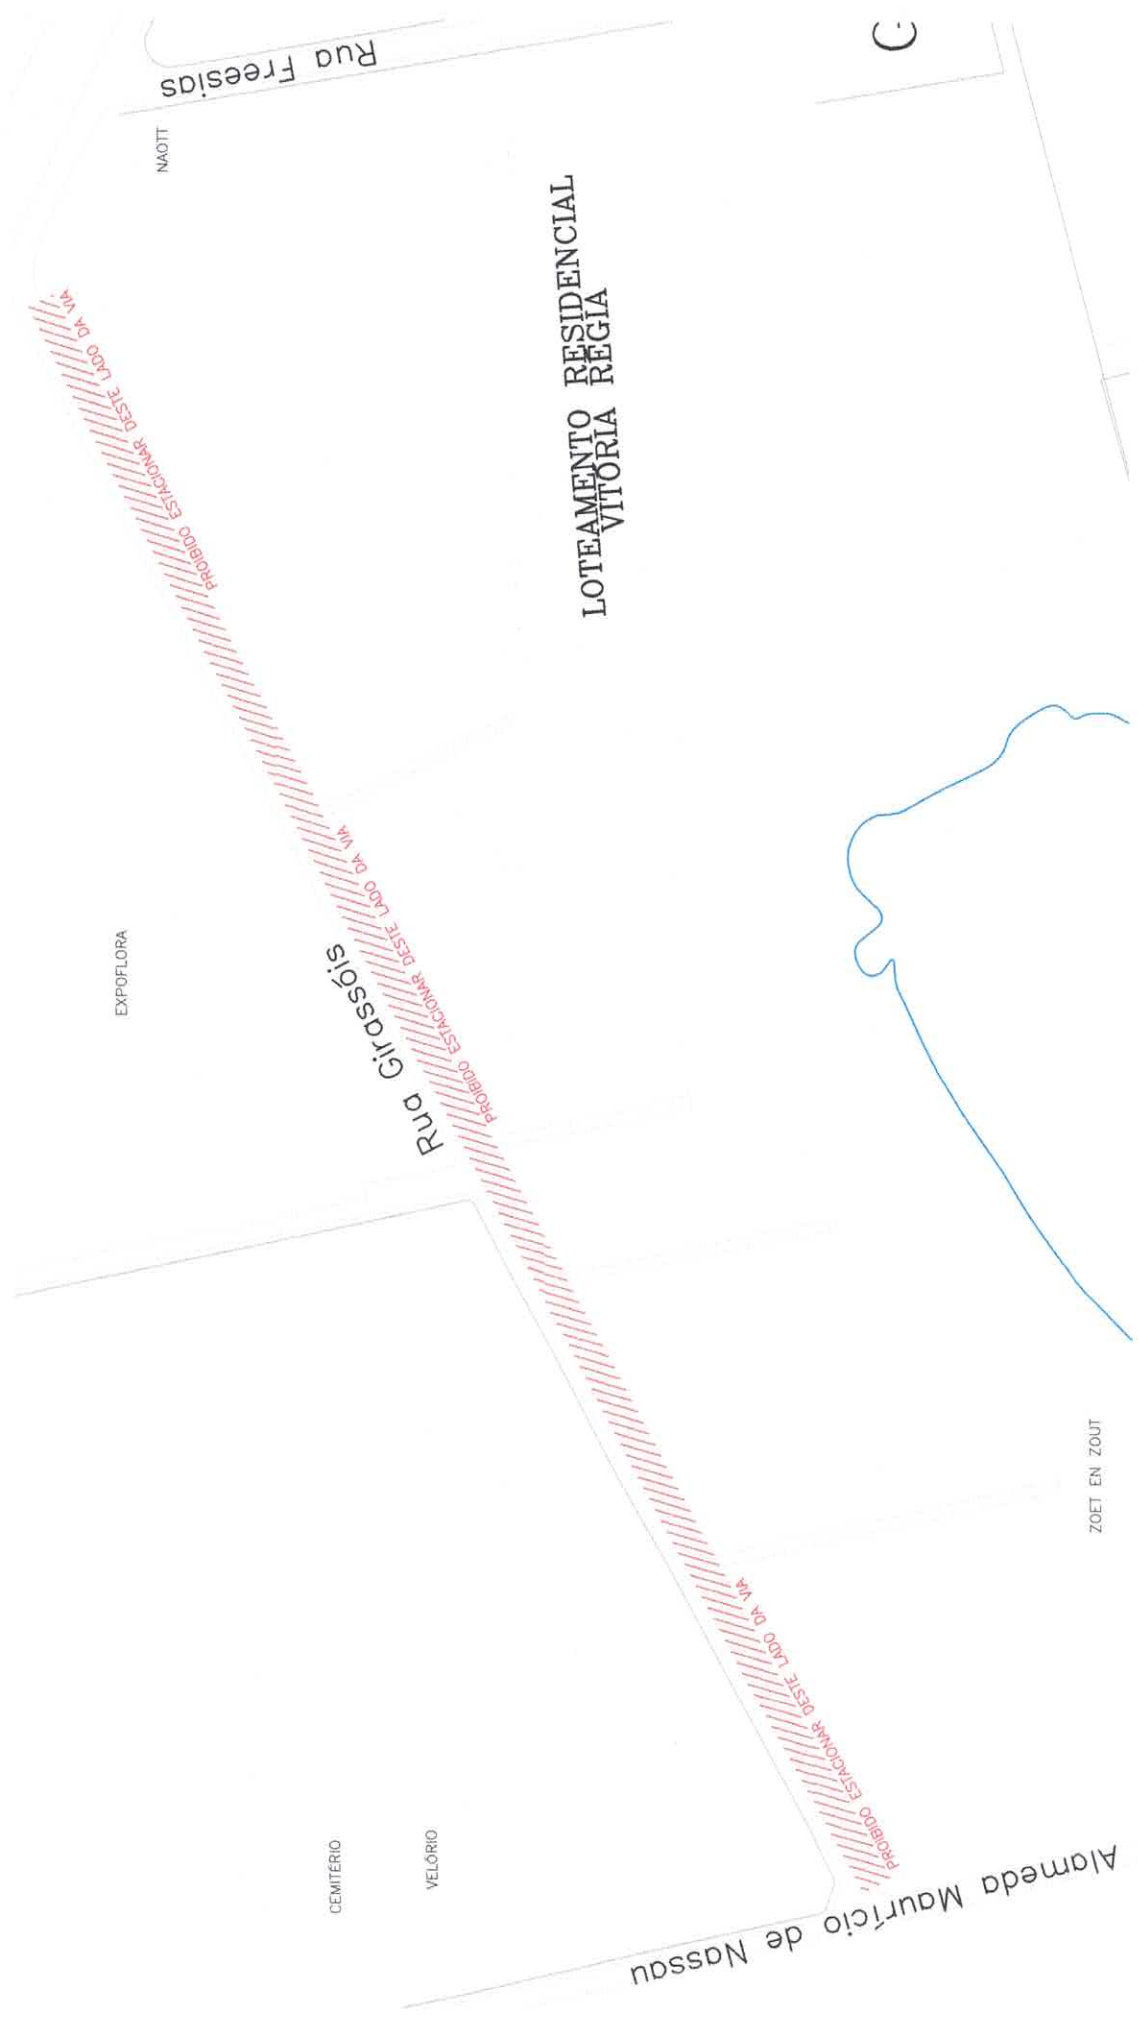 Rua Freesias
NAOTT
LOTEAMENTO RESIDENCIAL
VITÓRIA REGIA
PROIBIDO ESTACIONAR DESTE LADO DA VIA
EXPOFLORA
Rua Girassóis
PROIBIDO ESTACIONAR DESTE LADO DA VIA
ZOET EN ZOUT
PROIBIDO ESTACIONAR DESTE LADO DA VIA
CEMITÉRIO
VELÓRIO
Alameda Maurício de Nassau